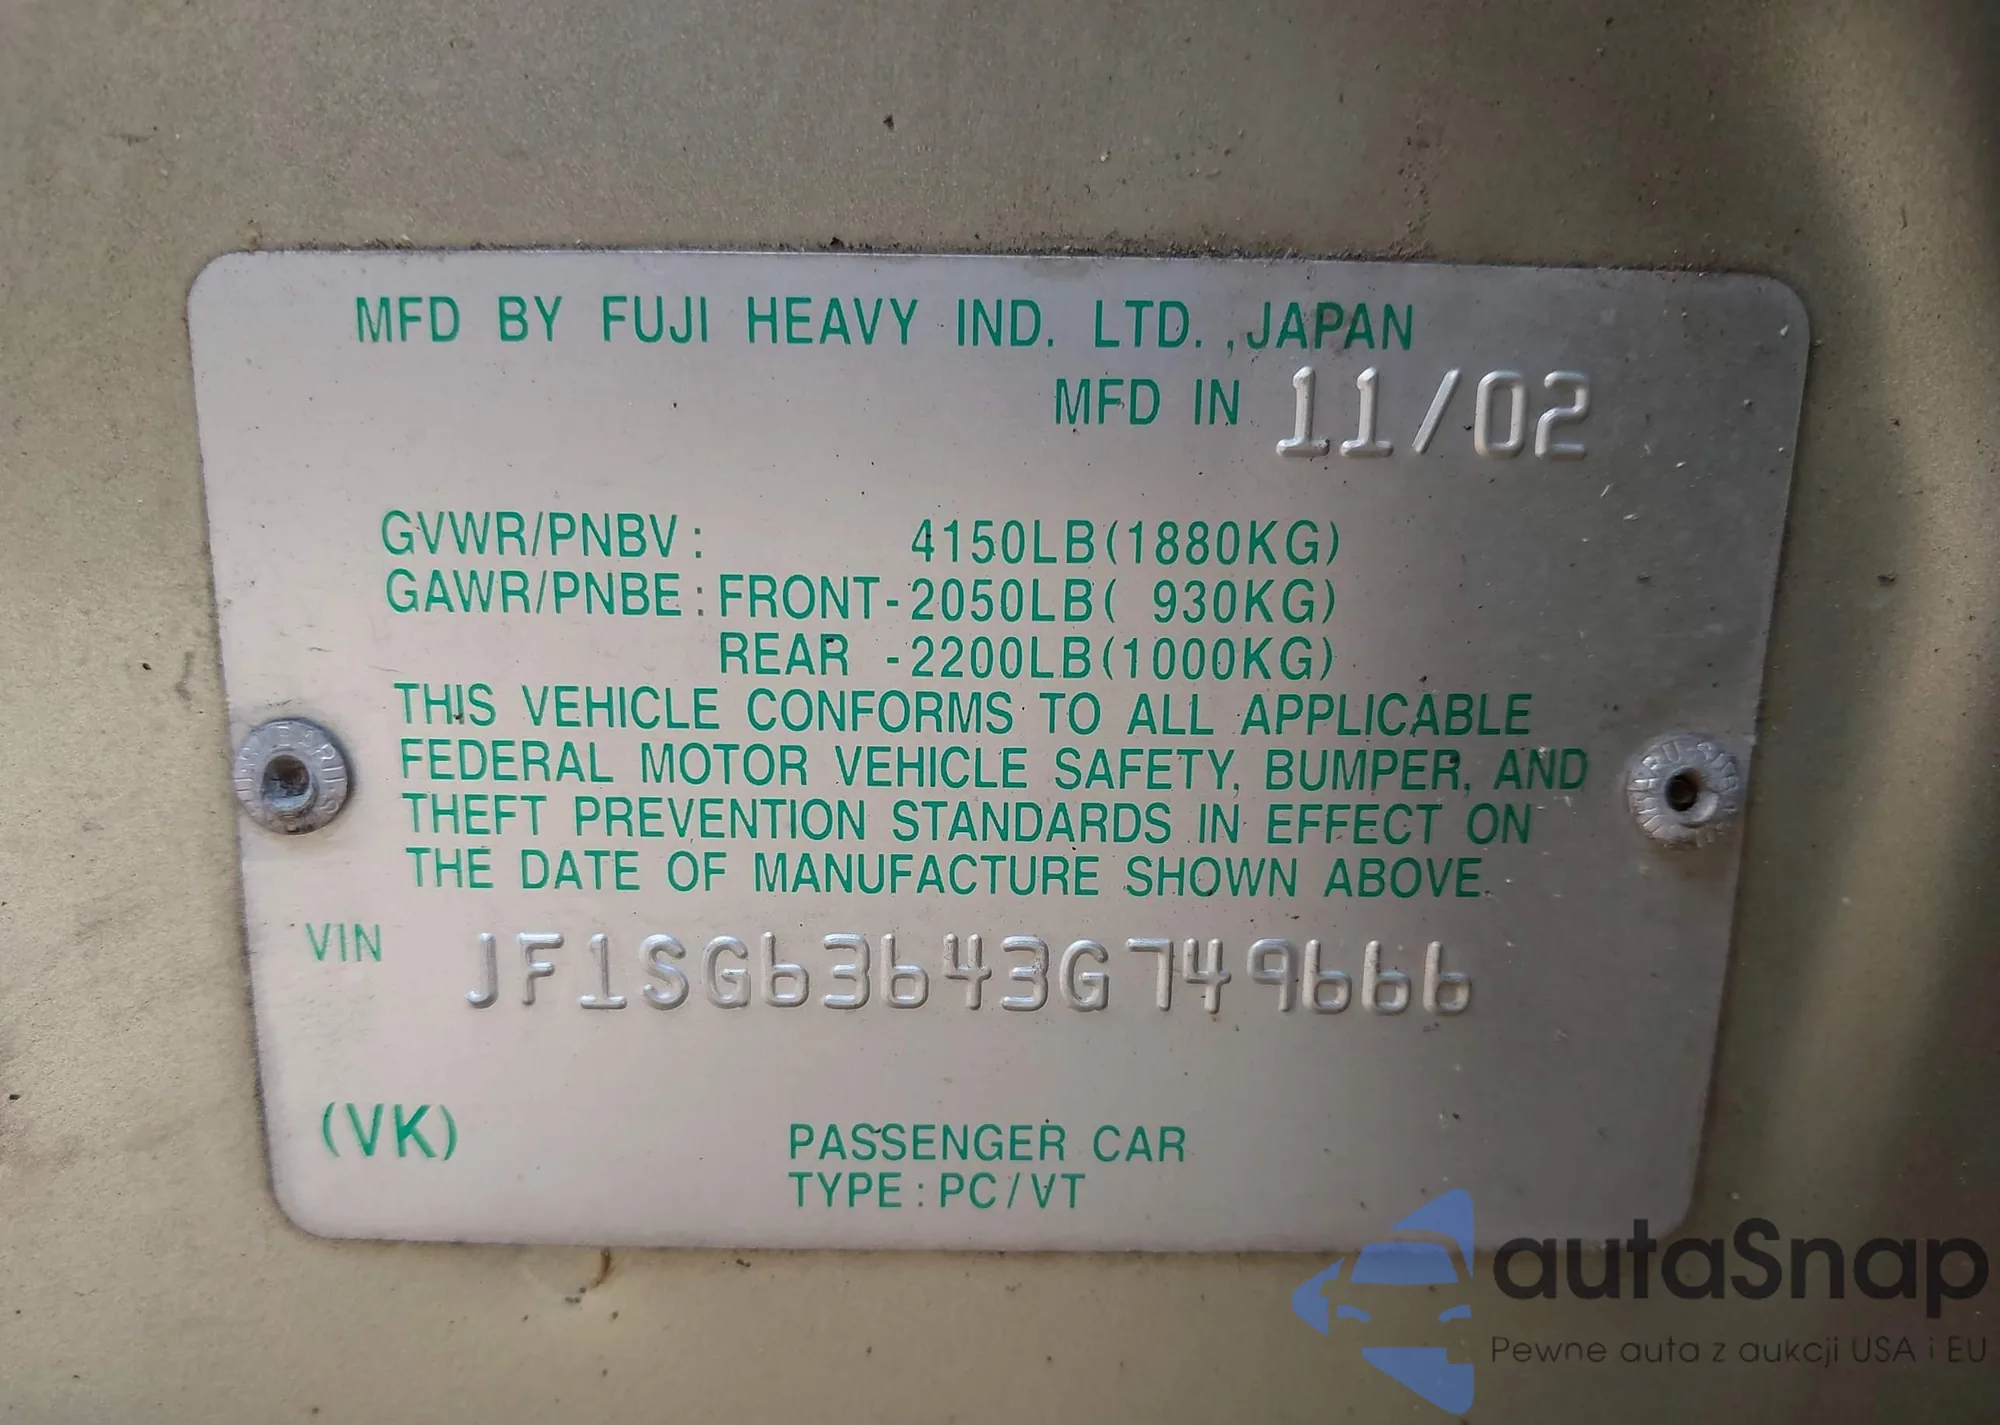 MFD BY FUJI HEAVY IND. LTD. ,JAPAN
MFD IN 11/02
GVWR/PNBV: 4150LB(1880KG)
GAWR/PNBE:FRONT-2050LB( 930KG)
REAR -2200LB(1000KG)
THIS VEHICLE CONFORMS TO ALL APPLICABLE
FEDERAL MOTOR VEHICLE SAFETY, BUMPER, AND
THEFT PREVENTION STANDARDS IN EFFECT ON
THE DATE OF MANUFACTURE SHOWN ABOVE.
VIN JF1SG63643G749666
(VK)
PASSENGER CAR
TYPE:PC/VT
autaSnap
Pewne auta z aukcji USA i EU